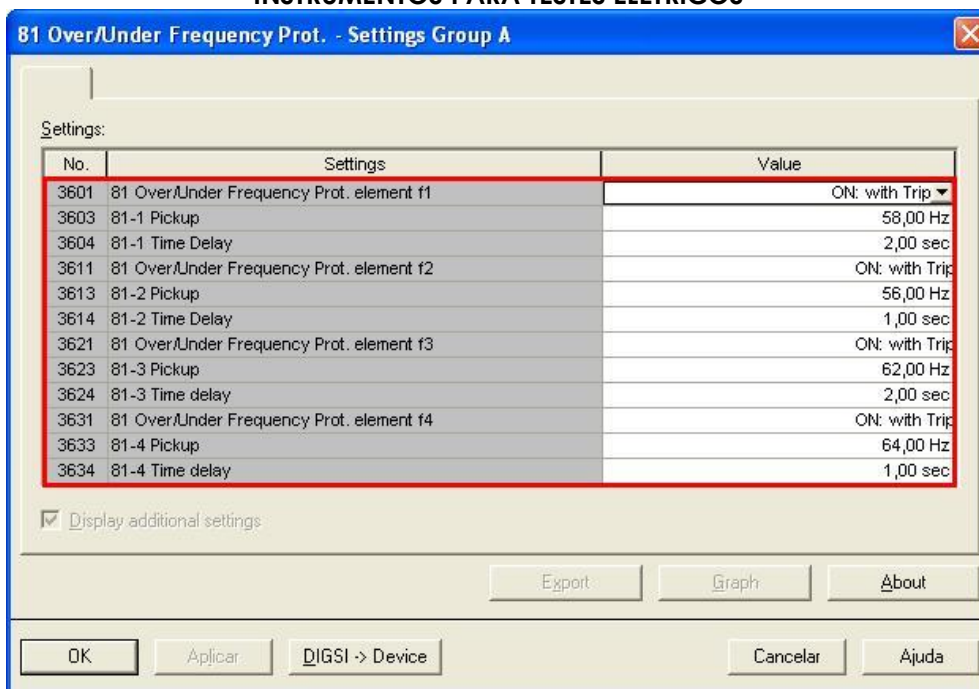 INSTRUMENTOS PARA TESTES ELÉTRICOS
81 Over/Under Frequency Prot. - Settings Group A
Settings:
No. Settings Value
3601 81 Over/Under Frequency Prot. element f1 ON: with Trip
3603 81-1 Pickup 58,00 Hz
3604 81-1 Time Delay 2,00 sec
3611 81 Over/Under Frequency Prot. element f2 ON: with Trip
3613 81-2 Pickup 56,00 Hz
3614 81-2 Time Delay 1,00 sec
3621 81 Over/Under Frequency Prot. element f3 ON: with Trip
3623 81-3 Pickup 62,00 Hz
3624 81-3 Time delay 2,00 sec
3631 81 Over/Under Frequency Prot. element f4 ON: with Trip
3633 81-4 Pickup 64,00 Hz
3634 81-4 Time delay 1,00 sec
Display additional settings
Export Graph About
OK Aplicar DIGSI -> Device Cancelar Ajuda